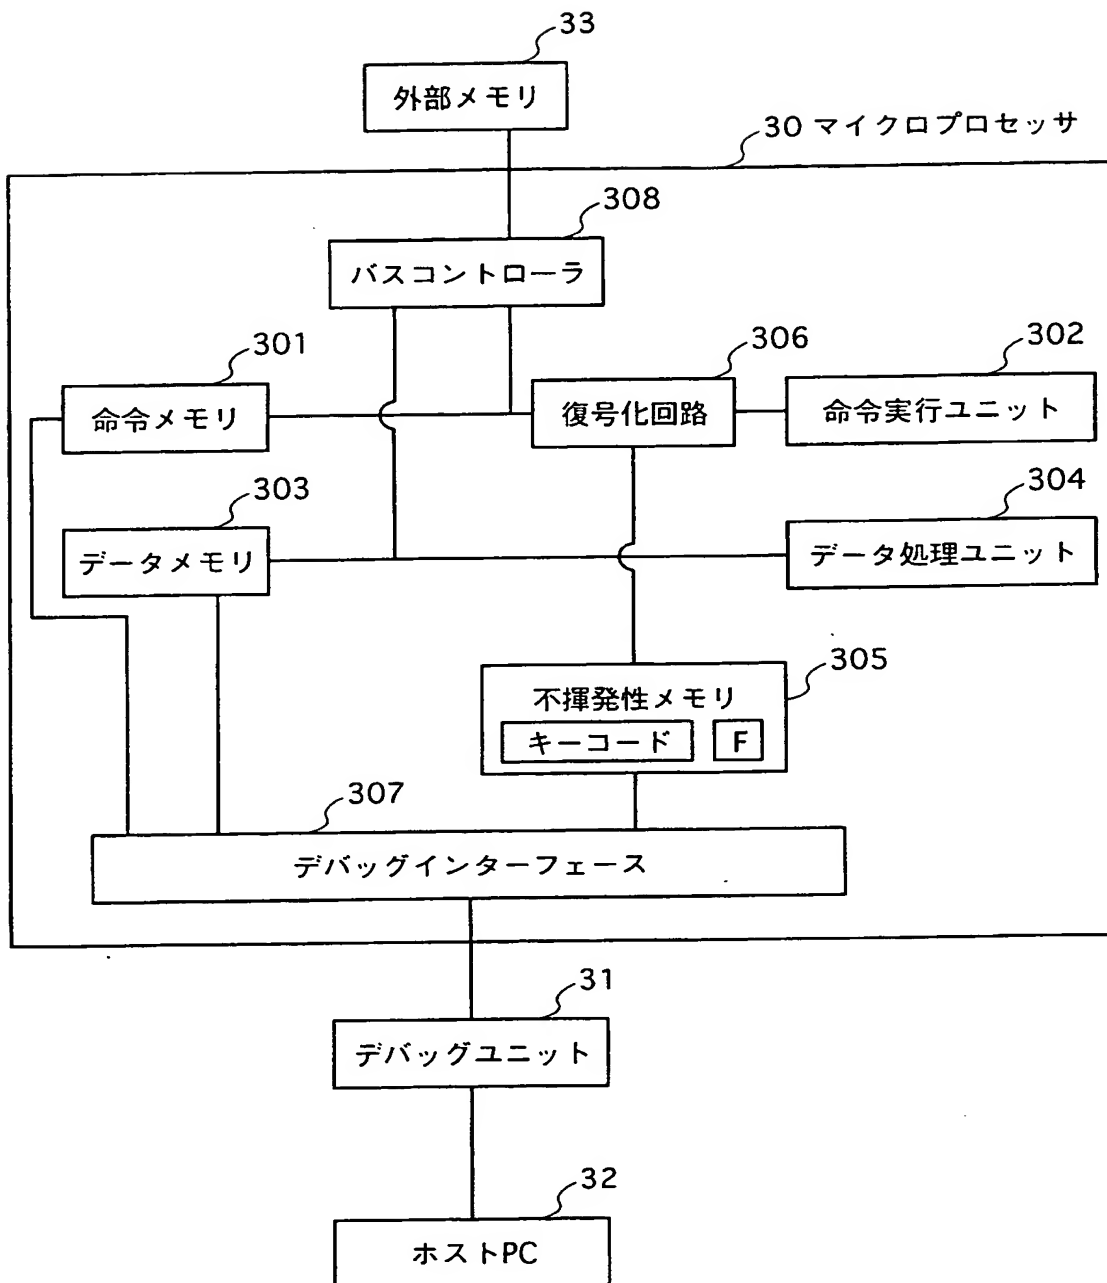 33
外部メモリ
30 マイクロプロセッサ
308
バスコントローラ
301
命令メモリ
306
復号化回路
302
命令実行ユニット
303
データメモリ
304
データ処理ユニット
305
不揮発性メモリ
キーコード
F
307
デバッグインターフェース
31
デバッグユニット
32
ホストPC